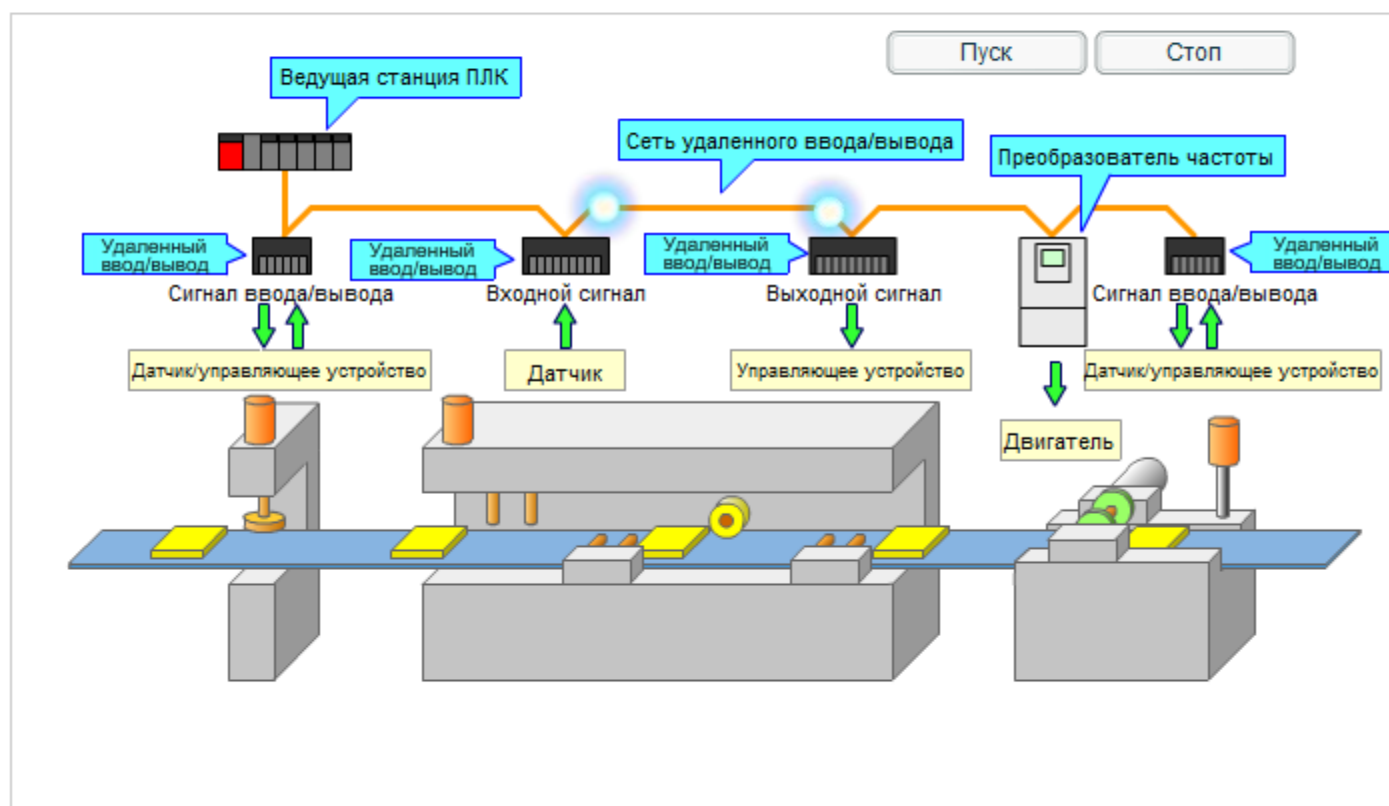 Пуск
Стоп
Ведущая станция ПЛК
Сеть удаленного ввода/вывода
Преобразователь частоты
Удаленный
ввод/вывод
Удаленный
ввод/вывод
Удаленный
ввод/вывод
Удаленный
ввод/вывод
Сигнал ввода/вывода
Входной сигнал
Выходной сигнал
Сигнал ввода/вывода
Датчик/управляющее устройство
Датчик
Управляющее устройство
Датчик/управляющее устройство
Двигатель